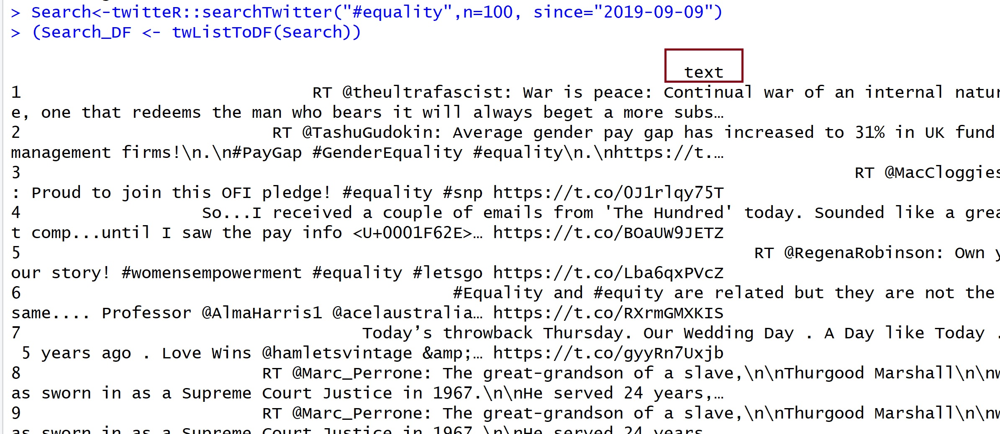 > Search<-twitteR::searchTwitter("#equality",n=100, since="2019-09-09")
> (Search_DF <- twListToDF(Search))
text
1 RT @theultrafascist: War is peace: Continual war of an internal natur
e, one that redeems the man who bears it will always beget a more subs…
2 RT @TashuGudokin: Average gender pay gap has increased to 31% in UK fund
management firms!\n.\n#PayGap #GenderEquality #equality\n.\nhttps://t.…
3 RT @MacCloggies
: Proud to join this OFI pledge! #equality #snp https://t.co/OJ1rlqy75T
4 So...I received a couple of emails from 'The Hundred' today. Sounded like a grea
t comp...until I saw the pay info <U+0001F62E>… https://t.co/BOaUW9JETZ
5 RT @RegenaRobinson: Own y
our story! #womensempowerment #equality #letsgo https://t.co/Lba6qxPVcZ
6 #Equality and #equity are related but they are not the
same.... Professor @AlmaHarris1 @acelaustralia… https://t.co/RXrmGMXKIS
7 Today’s throwback Thursday. Our Wedding Day . A Day like Today .
5 years ago . Love Wins @hamletsvintage &amp;… https://t.co/gyyRn7Uxjb
8 RT @Marc_Perrone: The great-grandson of a slave,\n\nThurgood Marshall\n\nw
as sworn in as a Supreme Court Justice in 1967.\n\nHe served 24 years,…
9 RT @Marc_Perrone: The great-grandson of a slave,\n\nThurgood Marshall\n\nw
as sworn in as a Supreme Court Justice in 1967.\n\nHe served 24 years